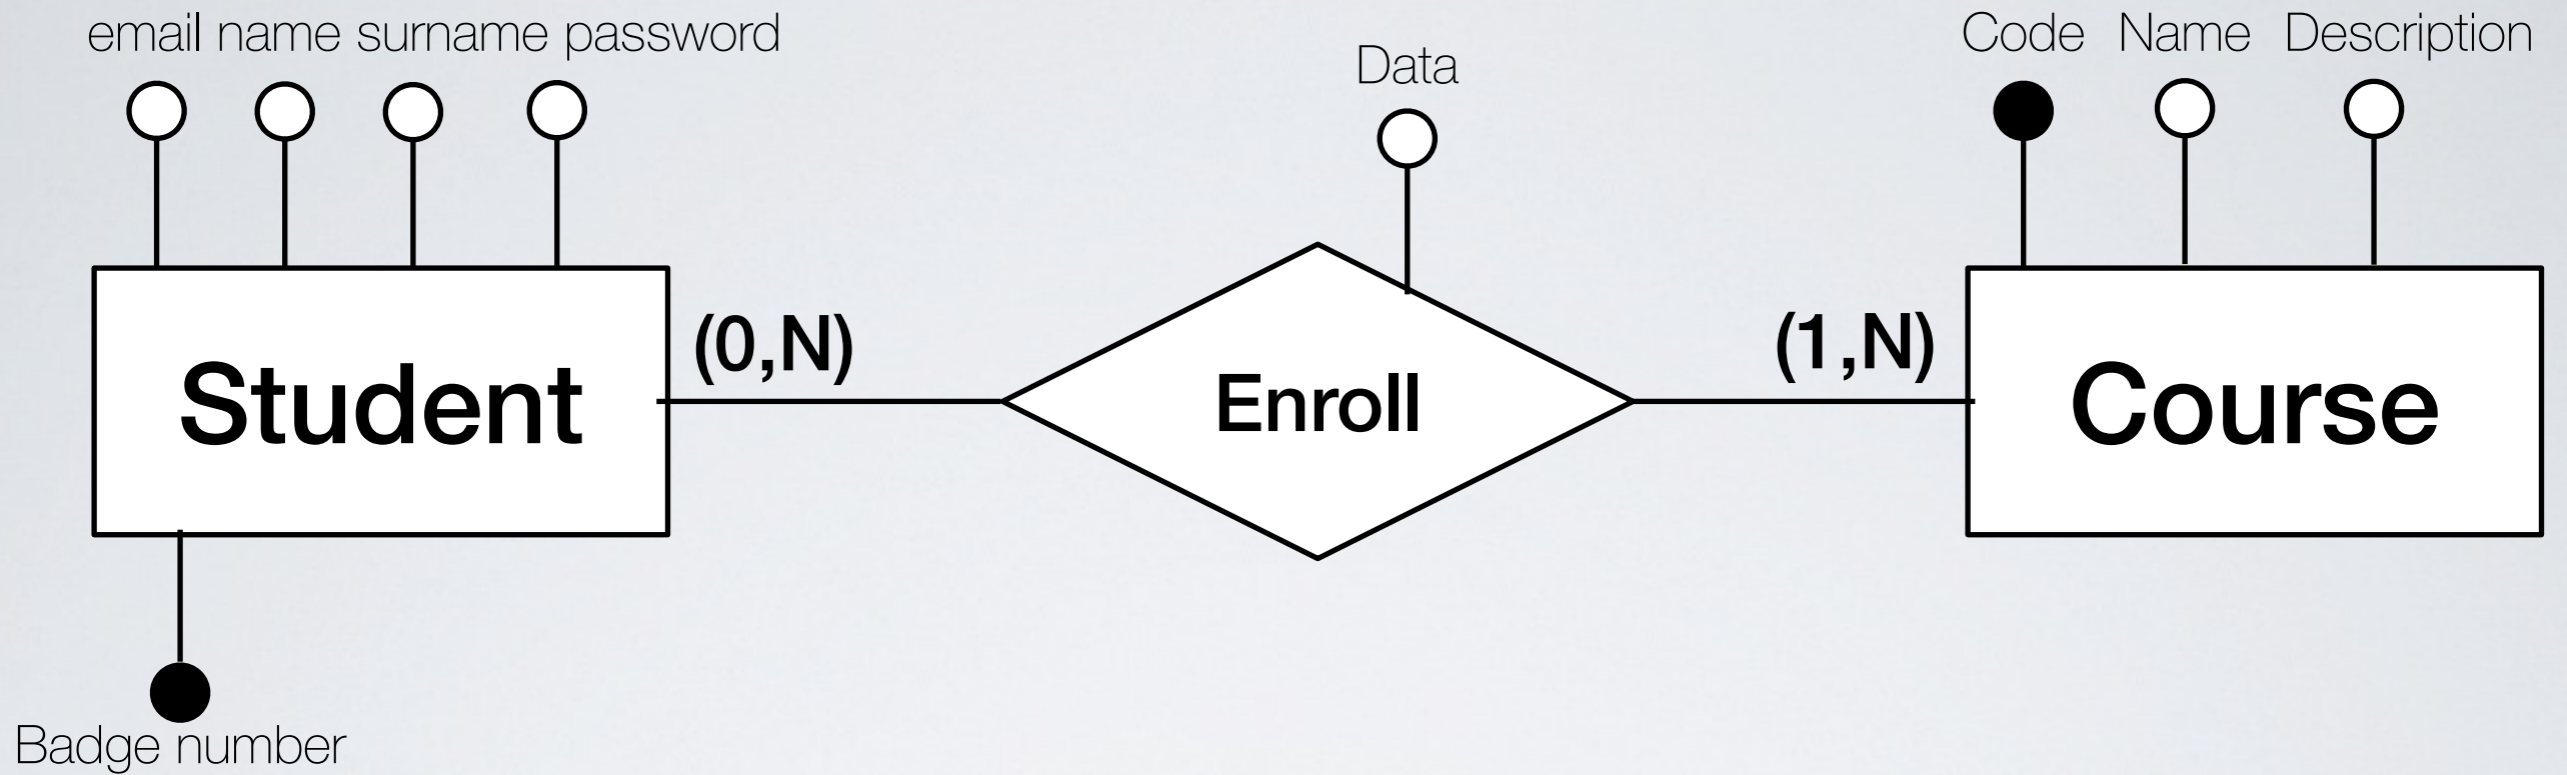 email name surname password
Data
Code Name Description
Student
(0,N)
Enroll
(1,N)
Course
Badge number